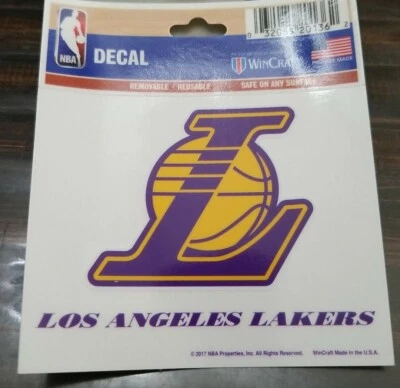 NBA
DECAL
WINCRAFT
REMOVABLE • REUSABLE
SAFE ON ANY SURFACE
L
LOS ANGELES LAKERS
© 2017 NBA Properties, Inc. All Rights Reserved. WinCraft Made in the U.S.A.